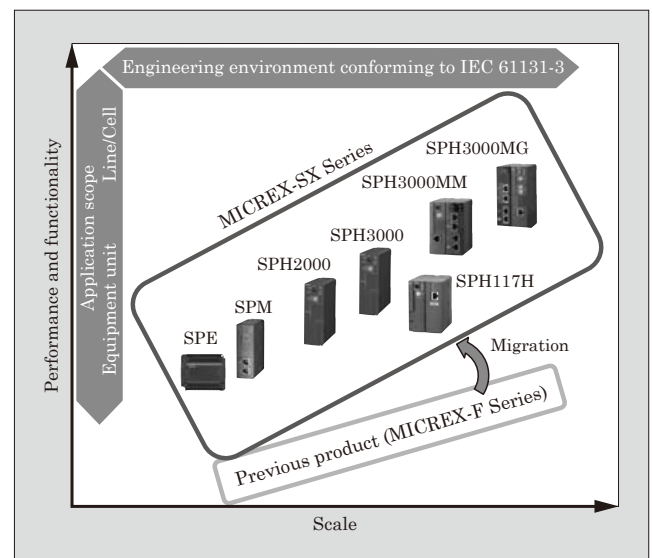 Engineering environment conforming to IEC 61131-3
Performance and functionality
Application scope
Equipment unit Line/Cell
MICREX-SX Series
SPH3000MG
SPH3000MM
SPH3000
SPH2000
SPH117H
SPM
SPE
Migration
Previous product (MICREX-F Series)
Scale